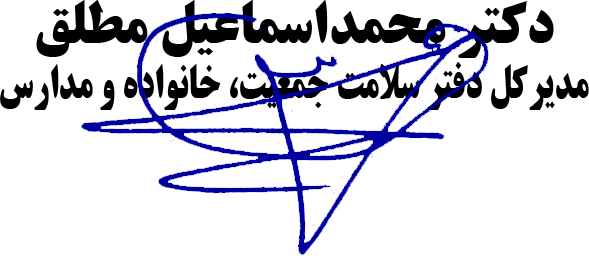 دکتر محمداسماعیل مطلق
مدیرکل دفتر سلامت جمعیت، خانواده و مدارس